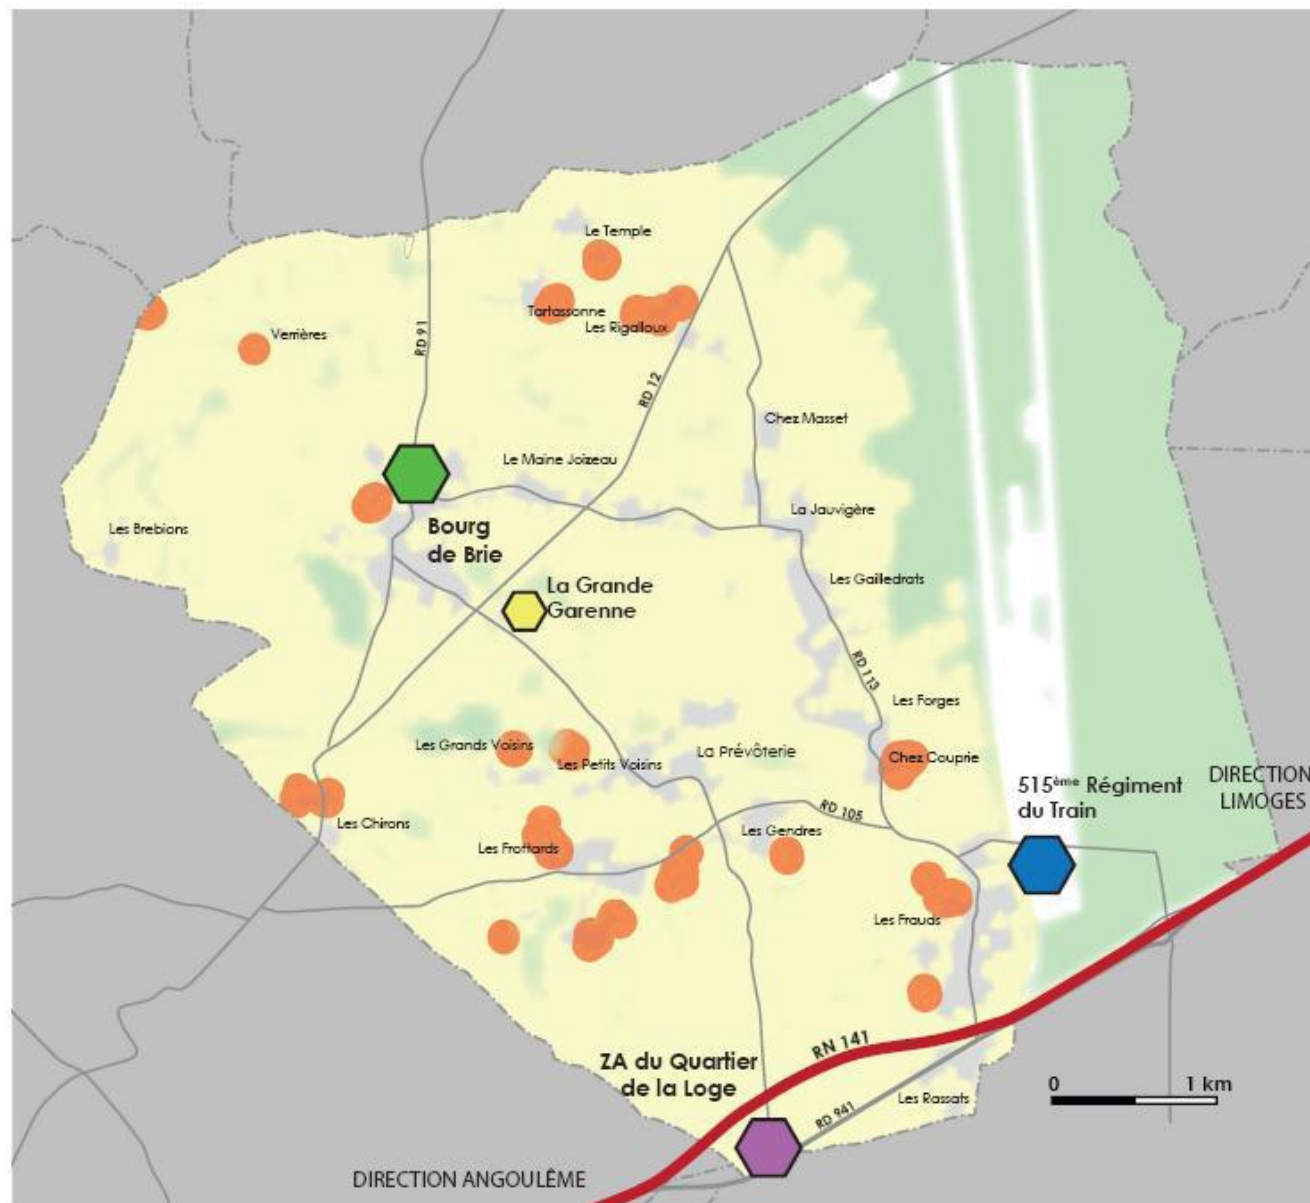 Le Temple
Tartassonne
Les Rigalloux
Verrières
RD 91
RD 12
Chez Masset
Le Maine Joizeau
La Jauvigère
Les Brebions
Bourg
de Brie
Les Gailledrats
La Grande
Garenne
RD 113
Les Forges
Les Grands Voisins
Les Petits Voisins
La Prévôterie
Chez Couprie
515ème Régiment
du Train
DIRECTION
LIMOGES
Les Chirons
RD 105
Les Gendres
Les Frottards
Les Frauds
RN 141
ZA du Quartier
de la Loge
0 1 km
Les Rassats
RD 941
DIRECTION ANGOULÊME